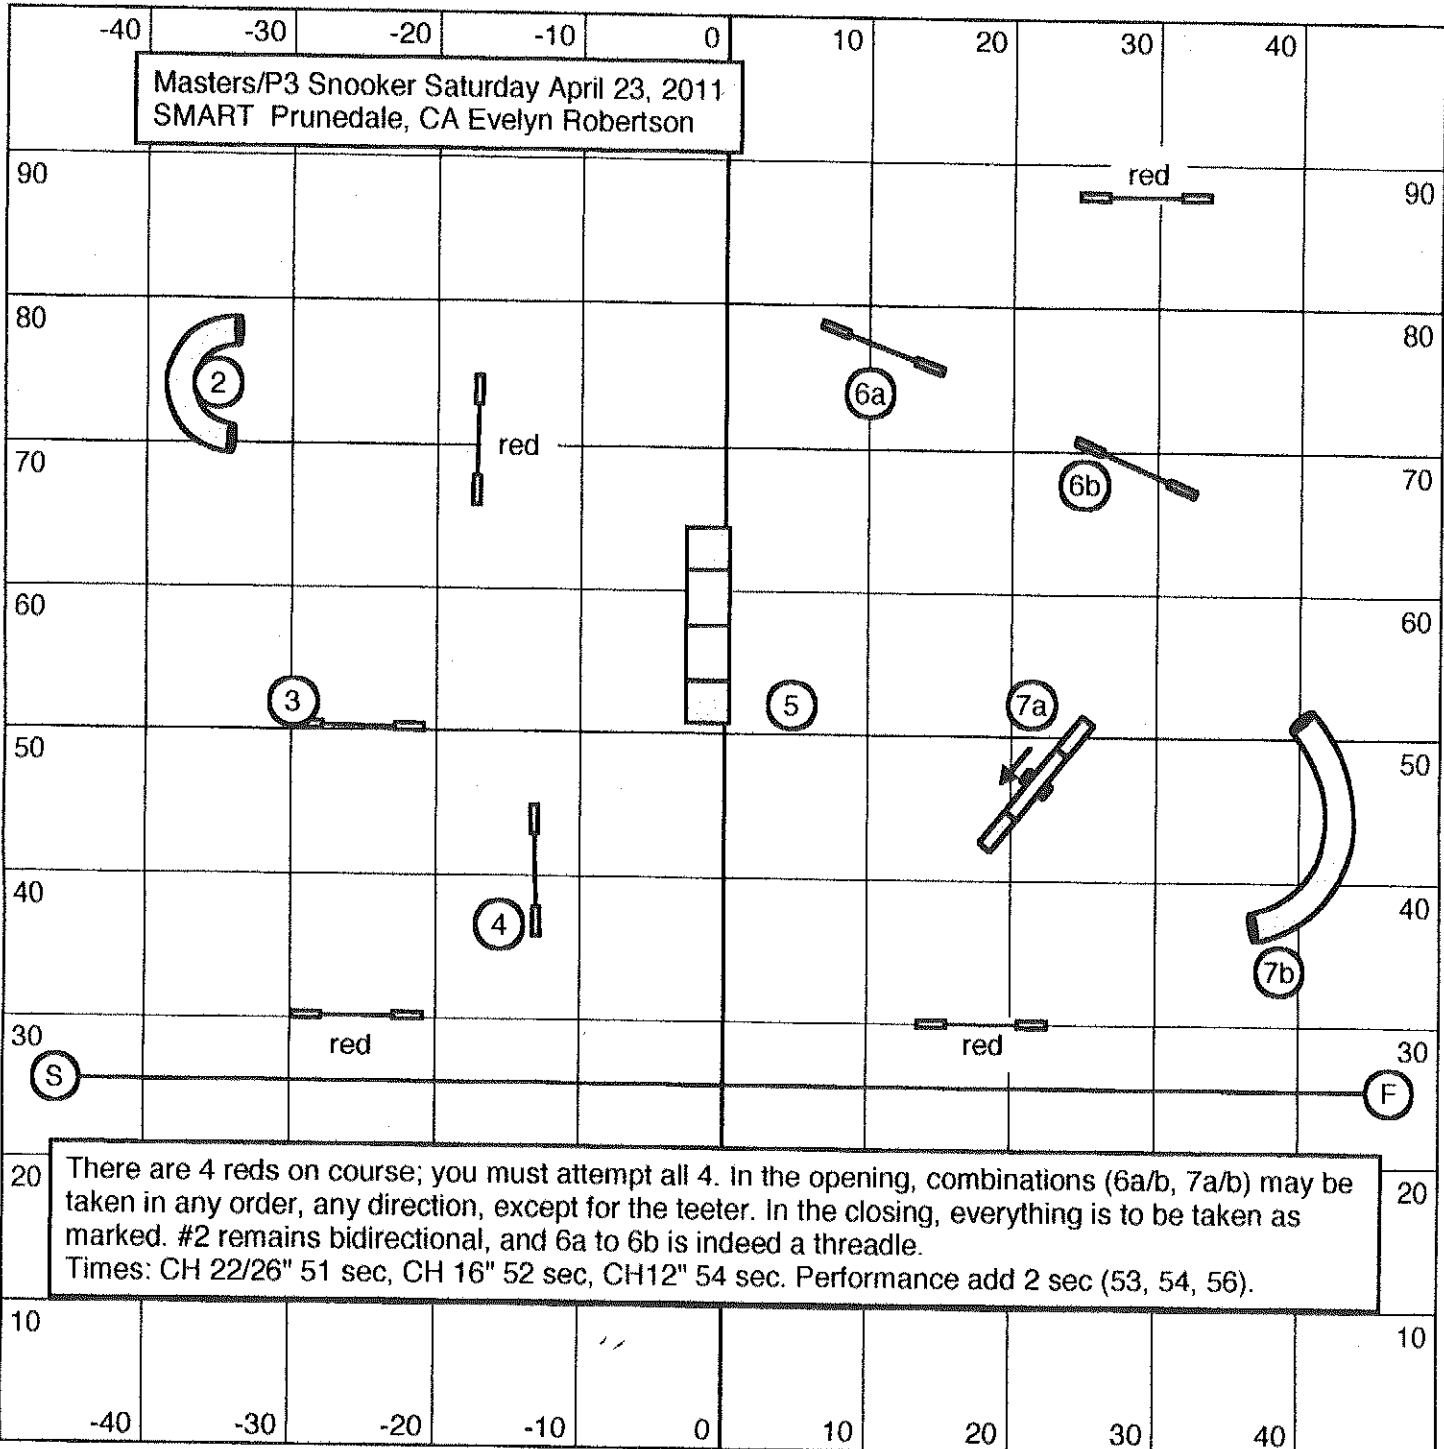 -40 -30 -20 -10 0 10 20 30 40
Masters/P3 Snooker Saturday April 23, 2011
SMART Prunedale, CA Evelyn Robertson
90 red 90
80 2 6a 80
70 red 6b 70
60 60
3 5 7a
50 50
40 4 40
7b
30 red red 30
S F
There are 4 reds on course; you must attempt all 4. In the opening, combinations (6a/b, 7a/b) may be
20 taken in any order, any direction, except for the teeter. In the closing, everything is to be taken as 20
marked. #2 remains bidirectional, and 6a to 6b is indeed a threadle.
Times: CH 22/26" 51 sec, CH 16" 52 sec, CH12" 54 sec. Performance add 2 sec (53, 54, 56).
10 10
-40 -30 -20 -10 0 10 20 30 40